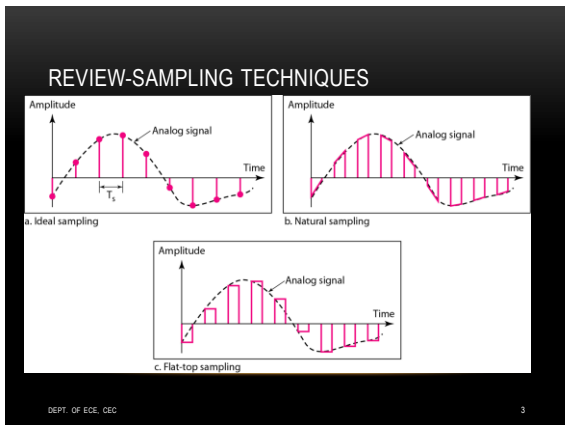 REVIEW-SAMPLING TECHNIQUES
Amplitude
Analog signal
Time
Ts
a. Ideal sampling
Amplitude
Analog signal
Time
b. Natural sampling
Amplitude
Analog signal
Time
c. Flat-top sampling
DEPT. OF ECE, CEC
3